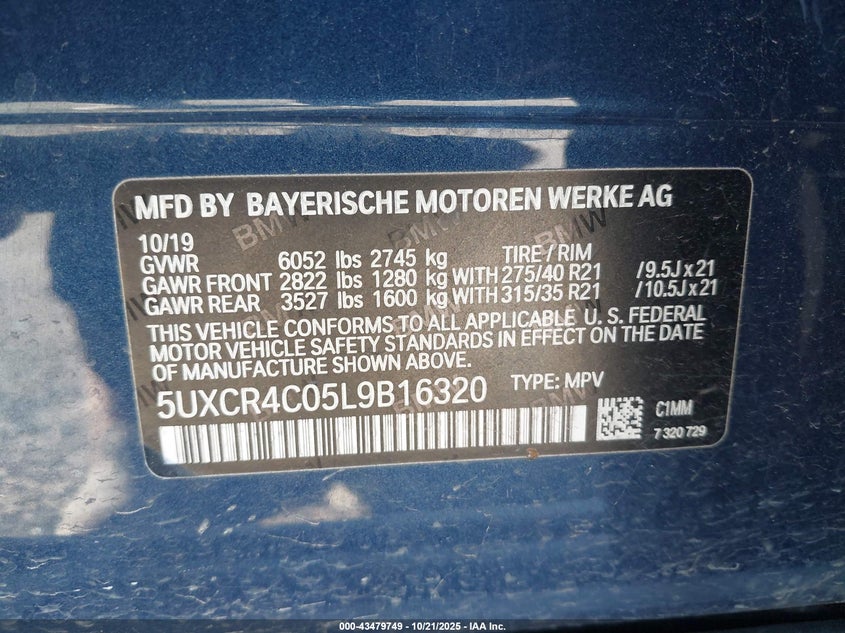 MFD BY BAYERISCHE MOTOREN WERKE AG
10/19
GVWR 6052 lbs 2745 kg TIRE / RIM
GAWR FRONT 2822 lbs 1280 kg WITH 275/40 R21 /9.5J x 21
GAWR REAR 3527 lbs 1600 kg WITH 315/35 R21 /10.5J x 21
THIS VEHICLE CONFORMS TO ALL APPLICABLE U. S. FEDERAL
MOTOR VEHICLE SAFETY STANDARDS IN EFFECT ON THE DATE
OF MANUFACTURE SHOWN ABOVE.
5UXCR4C05L9B16320 TYPE: MPV
C1MM
7 320 729
000-43479749 - 10/21/2025 - IAA Inc.